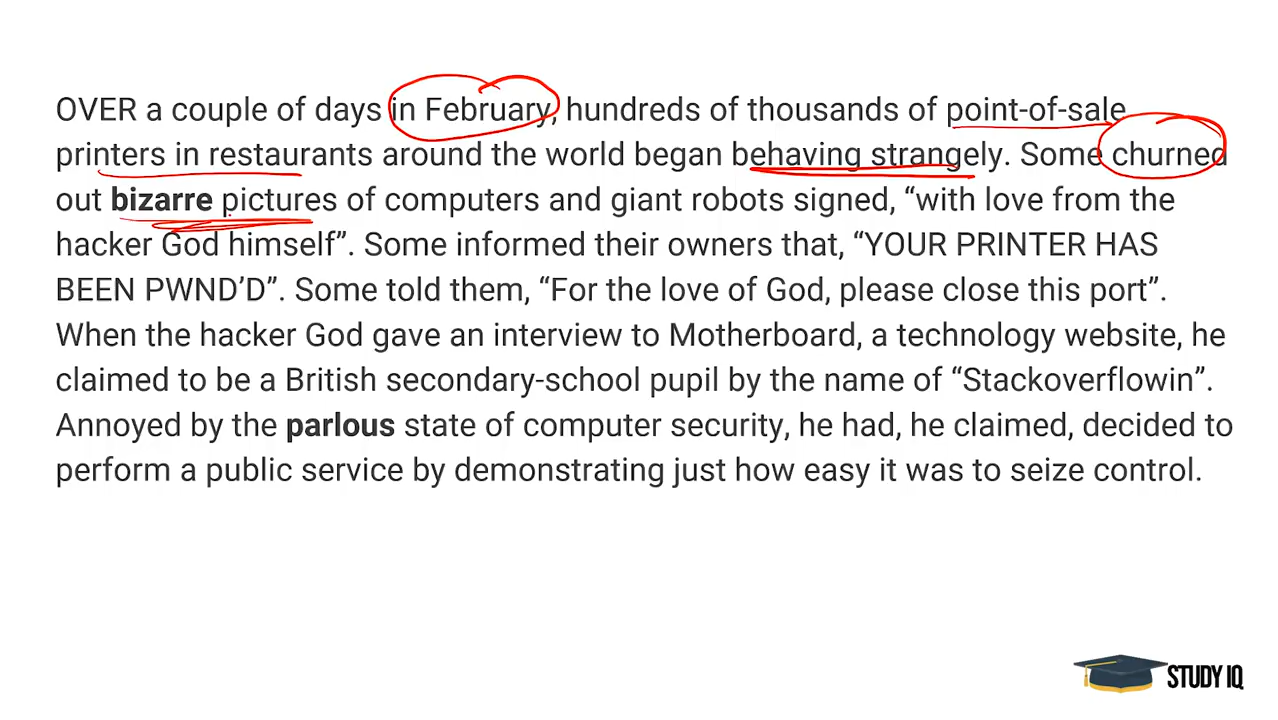 OVER a couple of days in February, hundreds of thousands of point-of-sale
printers in restaurants around the world began behaving strangely. Some churned
out bizarre pictures of computers and giant robots signed, “with love from the
hacker God himself”. Some informed their owners that, “YOUR PRINTER HAS
BEEN PWND’D”. Some told them, “For the love of God, please close this port”.
When the hacker God gave an interview to Motherboard, a technology website, he
claimed to be a British secondary-school pupil by the name of “Stackoverflowin”.
Annoyed by the parlous state of computer security, he had, he claimed, decided to
perform a public service by demonstrating just how easy it was to seize control.
STUDY IQ